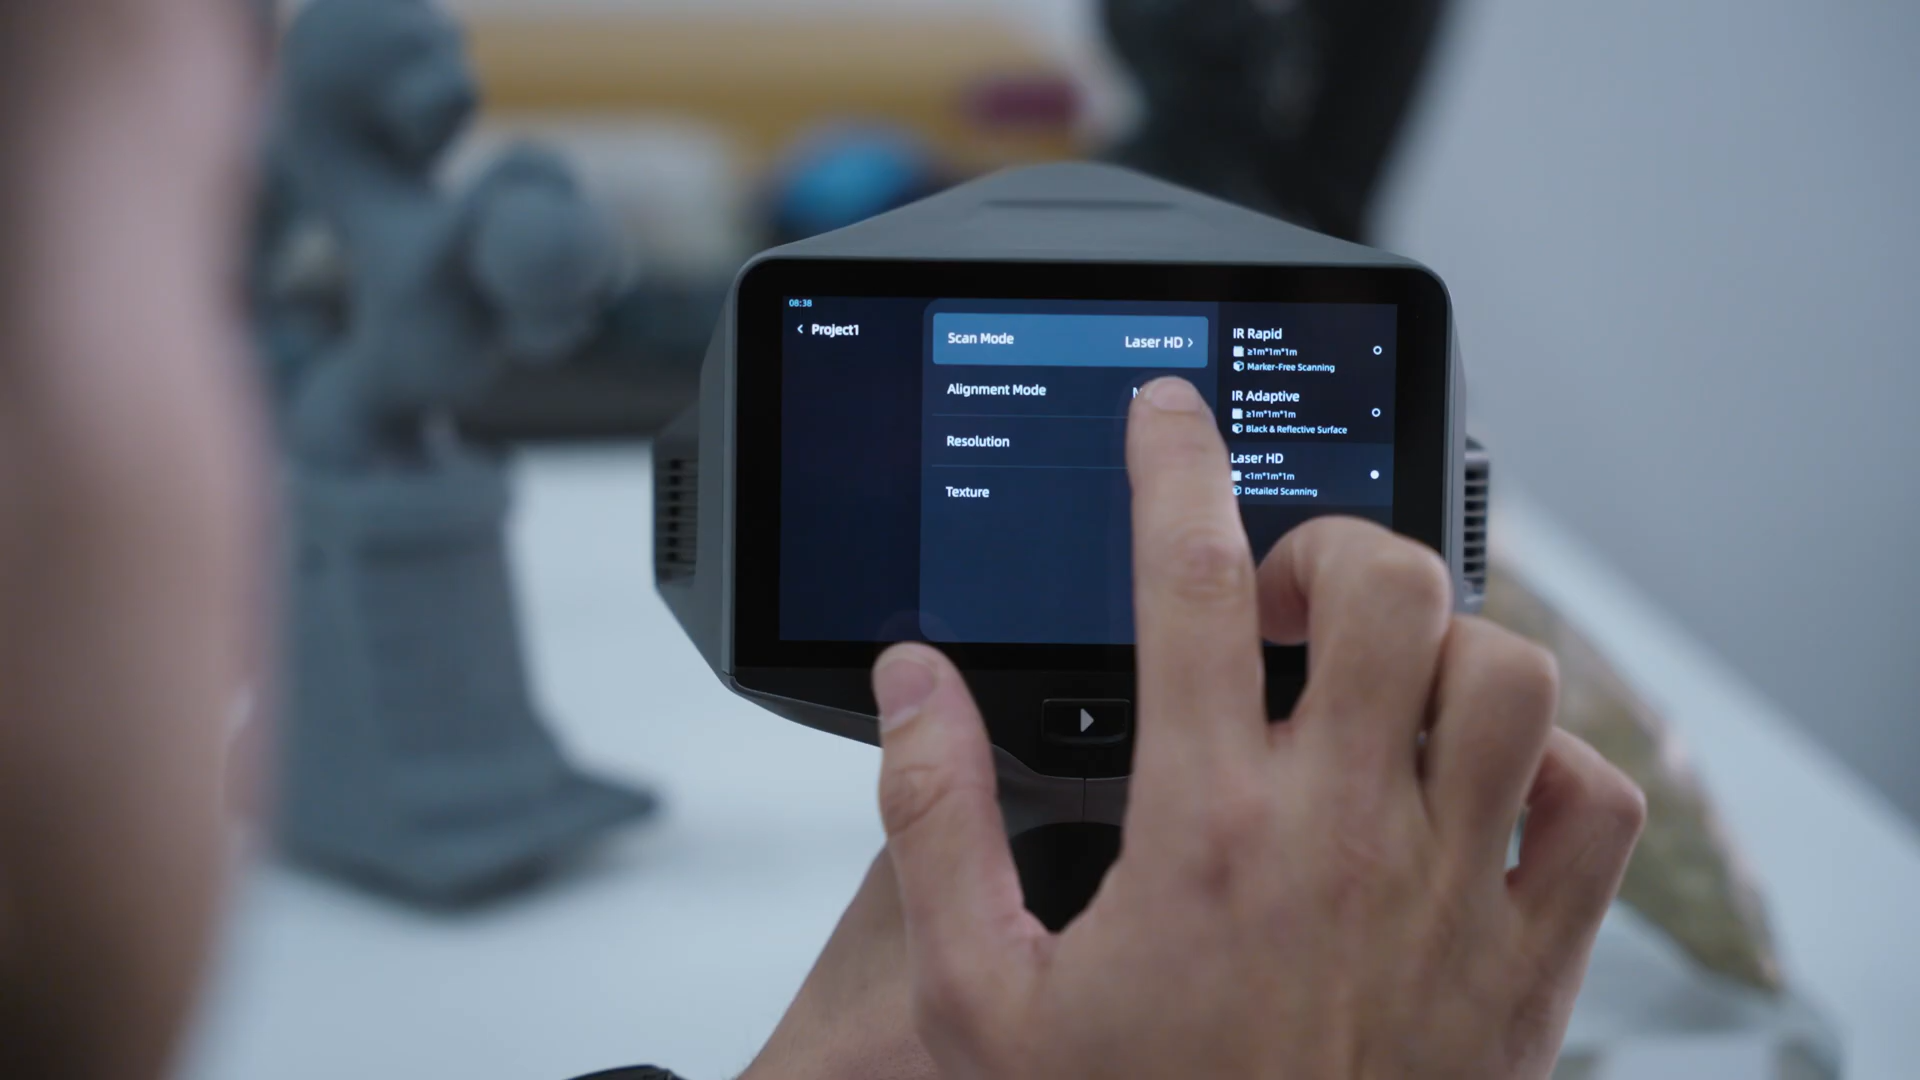 08:38
Project1
Scan Mode
Laser HD
Alignment Mode
Resolution
Texture
IR Rapid
≥1m*1m*1m
Marker-Free Scanning
IR Adaptive
≥1m*1m*1m
Black & Reflective Surface
Laser HD
<1m*1m*1m
Detailed Scanning